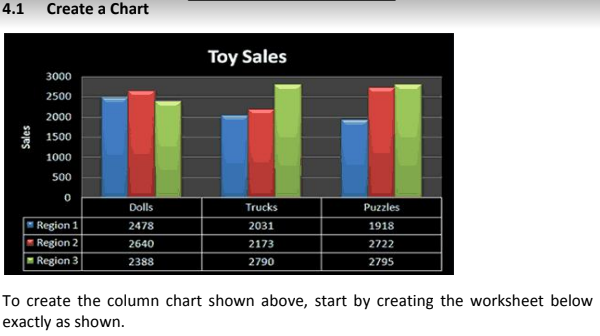 4.1 Create a Chart
Toy Sales
3000
2500
2000
1500
1000
500
0
Sales
Dolls Trucks Puzzles
Region 1 2478 2031 1918
Region 2 2640 2173 2722
Region 3 2388 2790 2795
To create the column chart shown above, start by creating the worksheet below
exactly as shown.